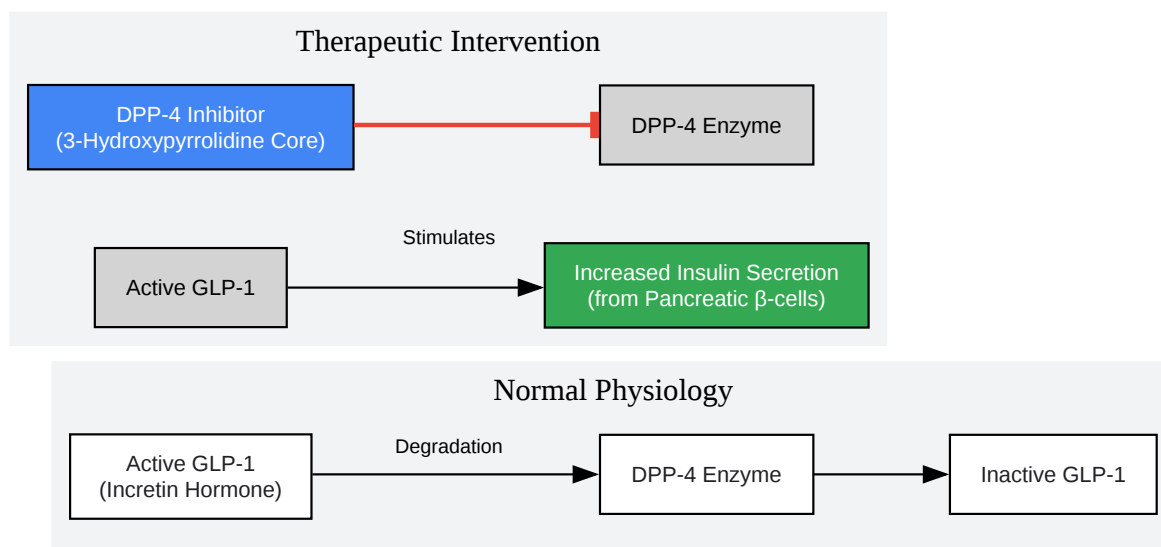 Therapeutic Intervention
DPP-4 Inhibitor
(3-Hydroxypyrrolidine Core)
DPP-4 Enzyme
Stimulates
Active GLP-1
Increased Insulin Secretion
(from Pancreatic β-cells)
Normal Physiology
Active GLP-1
(Incretin Hormone)
Degradation
DPP-4 Enzyme
Inactive GLP-1